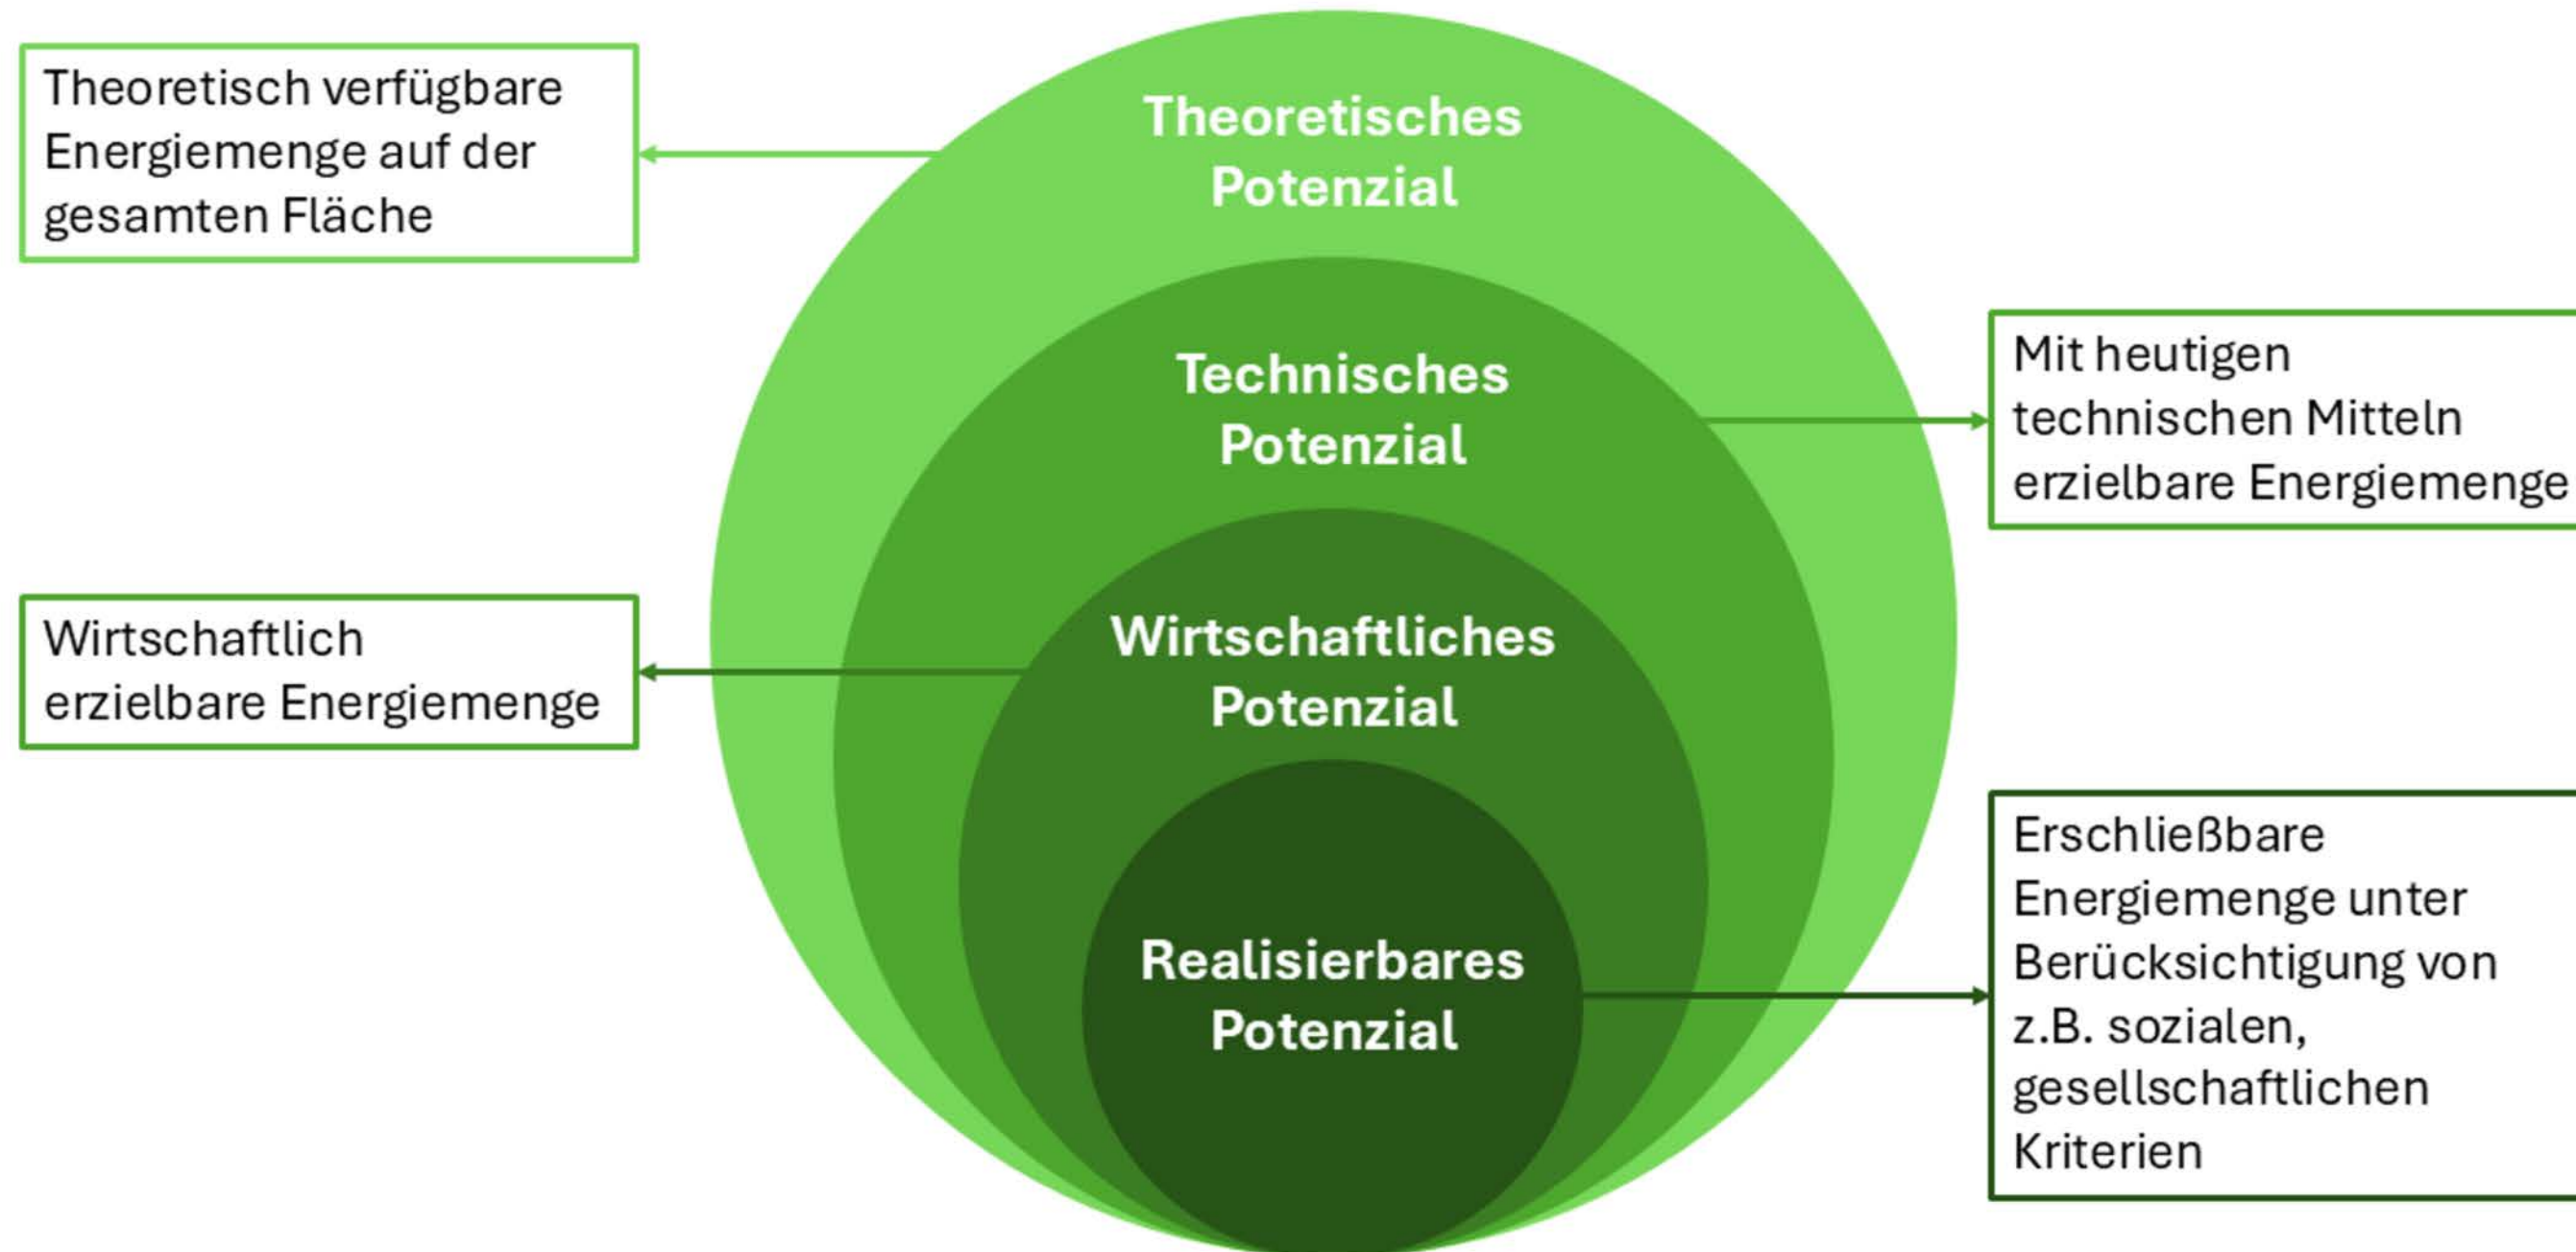 Theoretisch verfügbare
Energiemenge auf der
gesamten Fläche
Theoretisches
Potenzial
Technisches
Potenzial
Mit heutigen
technischen Mitteln
erzielbare Energiemenge
Wirtschaftlich
erzielbare Energiemenge
Wirtschaftliches
Potenzial
Realisierbares
Potenzial
Erschließbare
Energiemenge unter
Berücksichtigung von
z.B. sozialen,
gesellschaftlichen
Kriterien